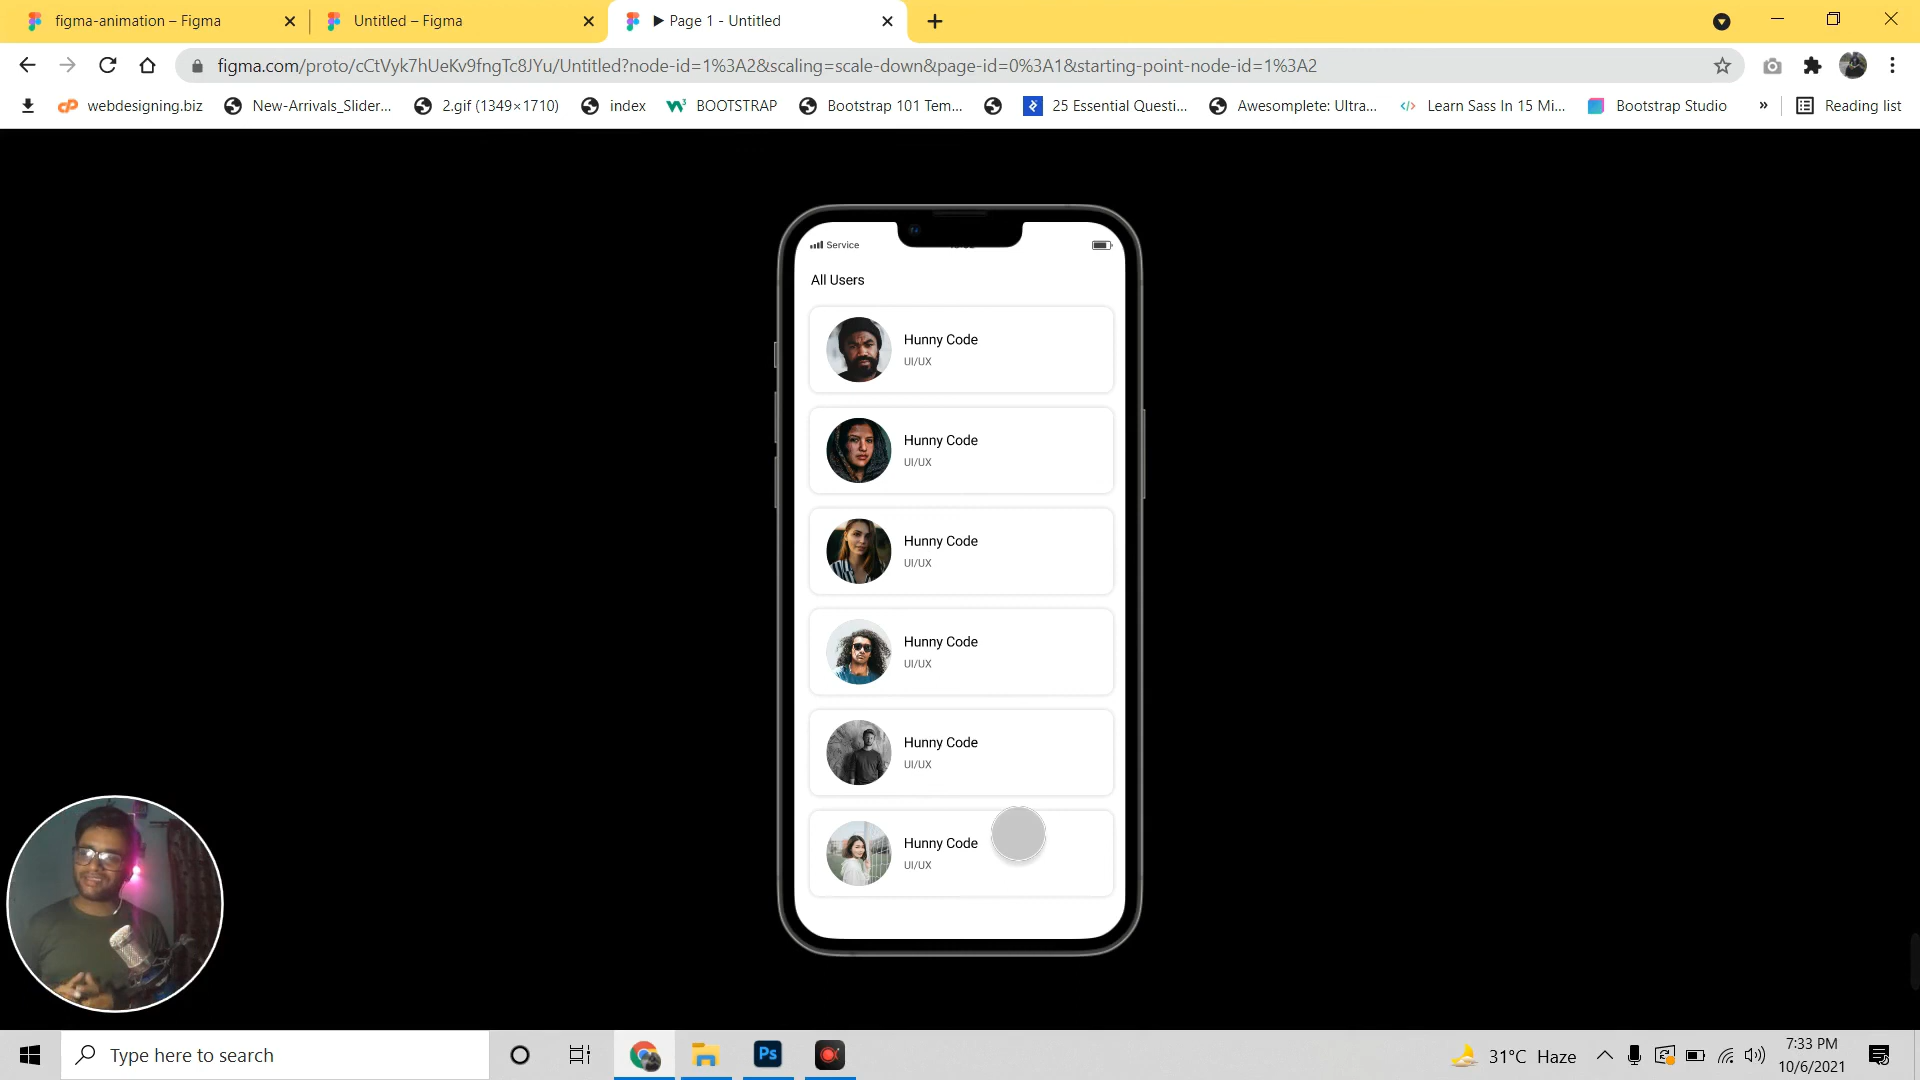 figma-animation – Figma
Untitled – Figma
▶ Page 1 - Untitled
figma.com/proto/cCtVyk7hUeKv9fngTc8JYu/Untitled?node-id=1%3A2&scaling=scale-down&page-id=0%3A1&starting-point-node-id=1%3A2
webdesigning.biz
New-Arrivals_Slider...
2.gif (1349×1710)
index
BOOTSTRAP
Bootstrap 101 Tem...
25 Essential Questi...
Awesomplete: Ultra...
Learn Sass In 15 Mi...
Bootstrap Studio
»
Reading list
Service
All Users
Hunny Code
UI/UX
Hunny Code
UI/UX
Hunny Code
UI/UX
Hunny Code
UI/UX
Hunny Code
UI/UX
Hunny Code
UI/UX
Type here to search
Ps
31°C Haze
7:33 PM
10/6/2021